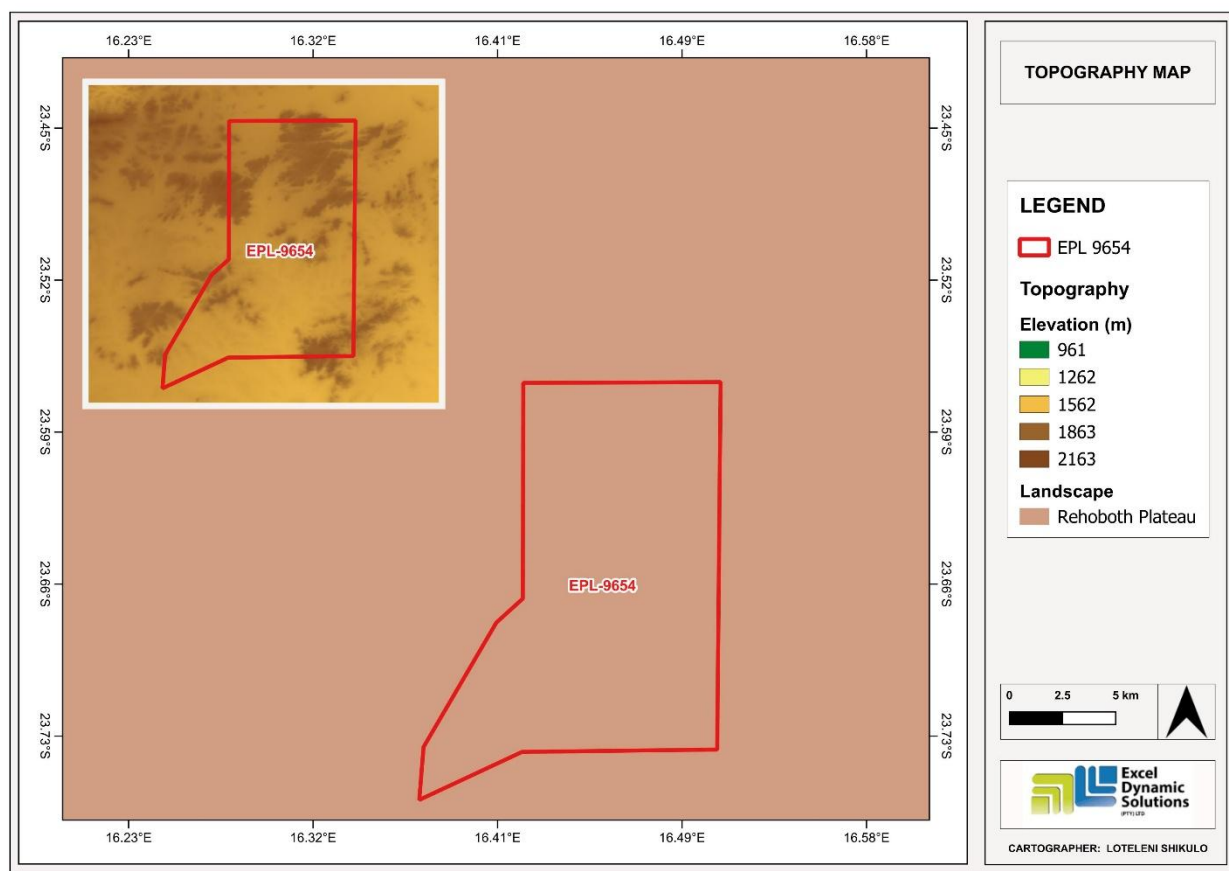 16.23°E 16.32°E 16.41°E 16.49°E 16.58°E
23.45°S
23.52°S
23.59°S
23.66°S
23.73°S
EPL-9654
EPL-9654
23.45°S
23.52°S
23.59°S
23.66°S
23.73°S
16.23°E 16.32°E 16.41°E 16.49°E 16.58°E
TOPOGRAPHY MAP
LEGEND
EPL 9654
Topography
Elevation (m)
961
1262
1562
1863
2163
Landscape
Rehoboth Plateau
0 2.5 5 km
Excel
Dynamic
Solutions
(PTY) LTD
CARTOGRAPHER: LOTELENI SHIKULO